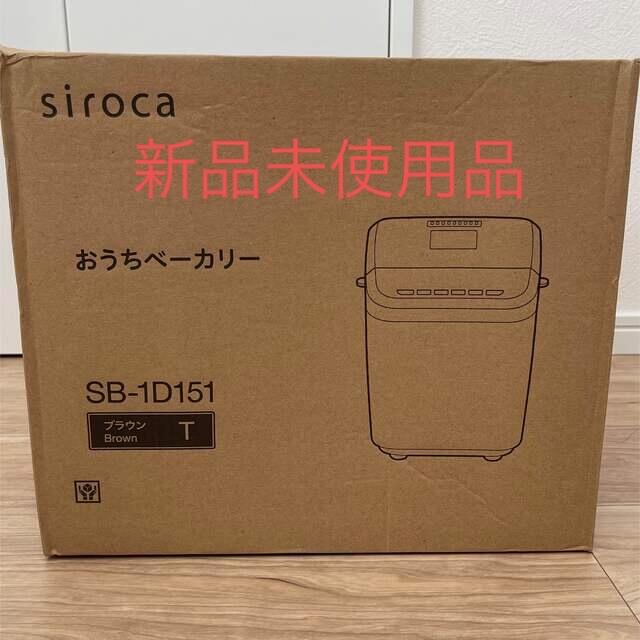 siroca
新品未使用品
おうちベーカリー
SB-1D151
ブラウン
Brown
T